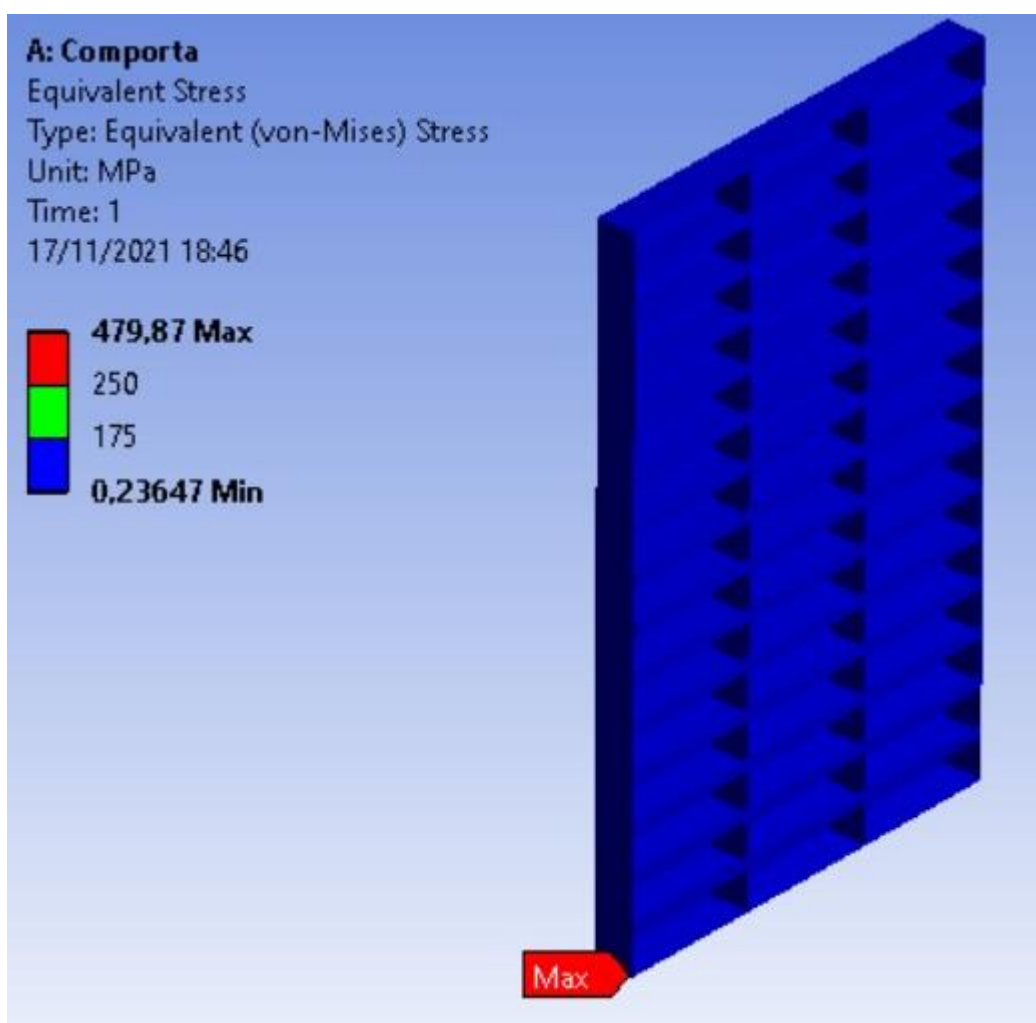 A: Comporta
Equivalent Stress
Type: Equivalent (von-Mises) Stress
Unit: MPa
Time: 1
17/11/2021 18:46
479,87 Max
250
175
0,23647 Min
Max